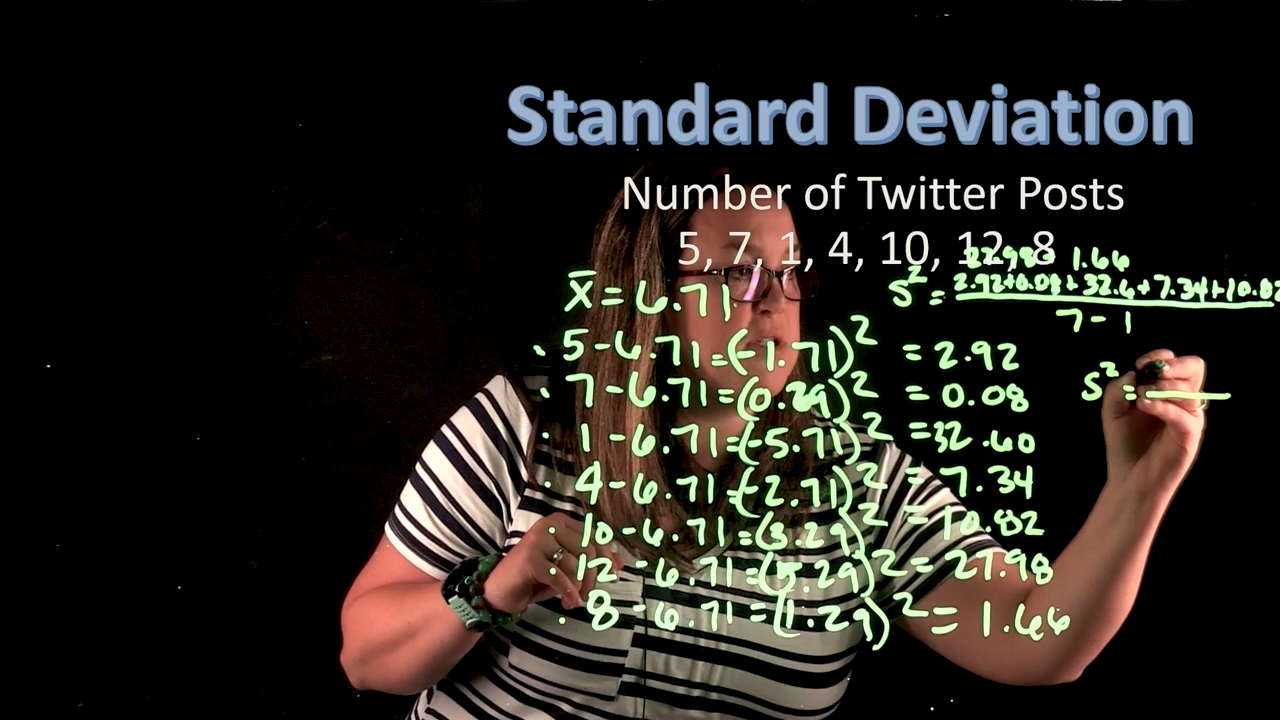 Standard Deviation
Number of Twitter Posts
5, 7, 1, 4, 10, 12, 8
x̄ = 6.71
· 5 - 6.71 = (-1.71)² = 2.92
· 7 - 6.71 = (0.29)² = 0.08
· 1 - 6.71 = (-5.71)² = 32.60
· 4 - 6.71 = (-2.71)² = 7.34
· 10 - 6.71 = (3.29)² = 10.82
· 12 - 6.71 = (5.29)² = 27.98
· 8 - 6.71 = (1.29)² = 1.66
1.66
S² = 2.92+0.08+32.6+7.34+10.82
7 - 1
S² =